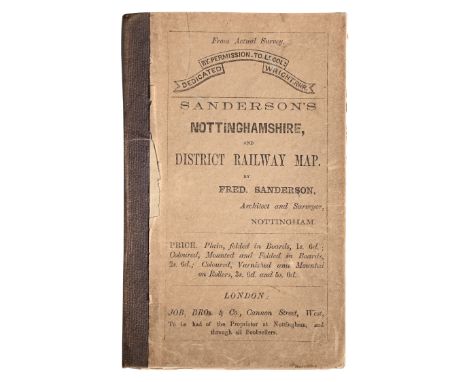 From Actual Survey.
DEDICATED BY PERMISSION TO Lt COL. WRIGHT,
SANDERSON'S
NOTTINGHAMSHIRE,
AND
DISTRICT RAILWAY MAP.
BY
FRED. SANDERSON,
Architect and Surveyor,
NOTTINGHAM.
PRICE. Plain, folded in Boards, 1s. 6d.;
Coloured, Mounted and Folded in Boards,
2s. 6d.; Coloured, Varnished and Mounted
on Rollers, 3s. 6d. and 5s. 6d.
LONDON:
JOB, BROs. & Co., Cannon Street, West,
To be had of the Proprietor at Nottingham, and
through all Booksellers.